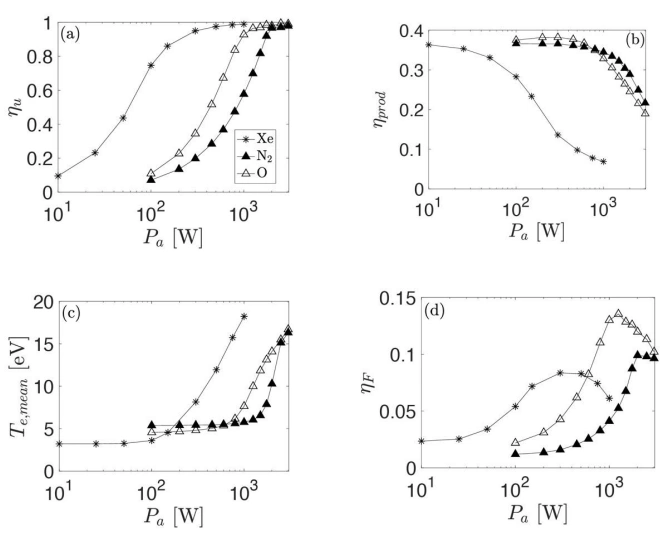 (a)
1
0.8
0.6
0.4
0.2
0
η_u
Xe
N₂
O
10¹ 10² 10³
P_a [W]
(b)
0.4
0.3
0.2
0.1
0
η_prod
10¹ 10² 10³
P_a [W]
(c)
20
15
10
5
0
T_e,mean [eV]
10¹ 10² 10³
P_a [W]
(d)
0.15
0.1
0.05
0
η_F
10¹ 10² 10³
P_a [W]